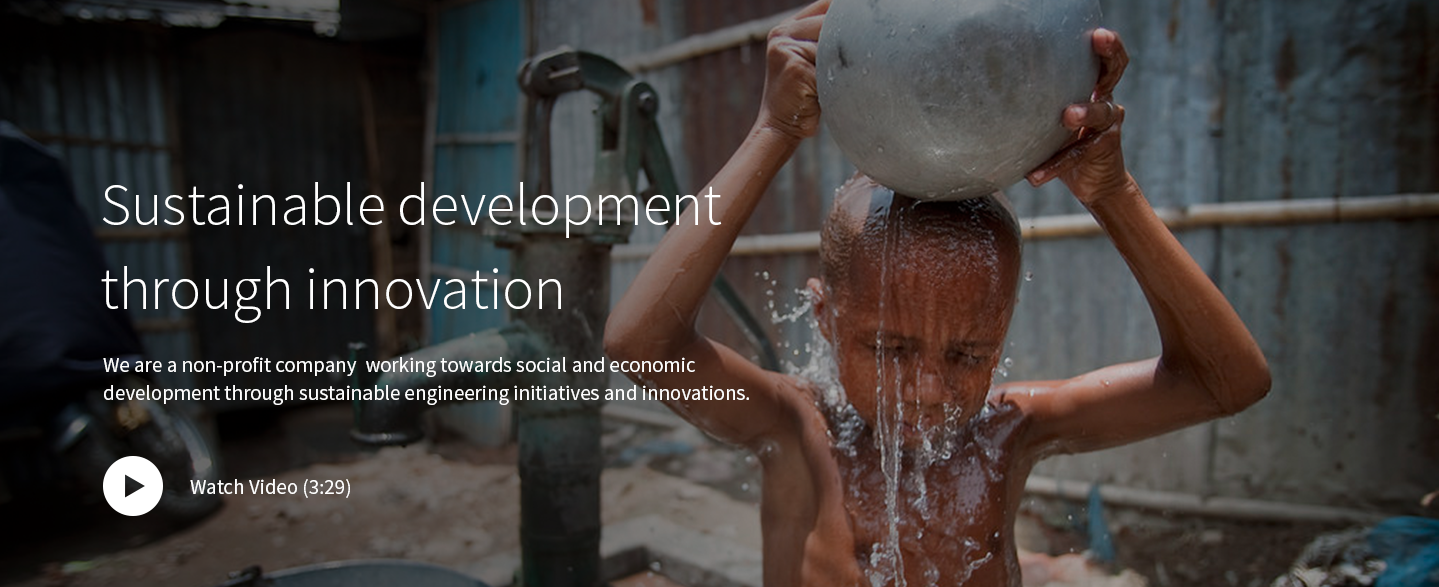 Sustainable development
through innovation
We are a non-profit company  working towards social and economic
development through sustainable engineering initiatives and innovations.
Watch Video (3:29)